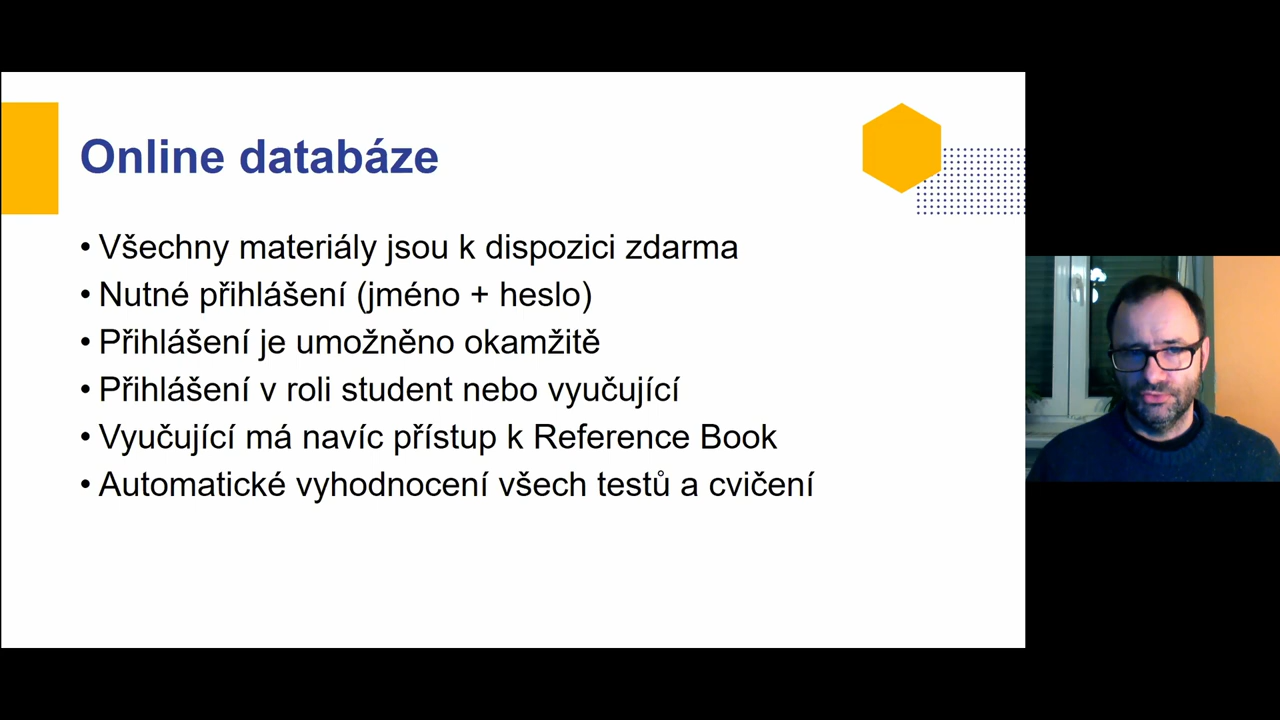 Online databáze
• Všechny materiály jsou k dispozici zdarma
• Nutné přihlášení (jméno + heslo)
• Přihlášení je umožněno okamžitě
• Přihlášení v roli student nebo vyučující
• Vyučující má navíc přístup k Reference Book
• Automatické vyhodnocení všech testů a cvičení